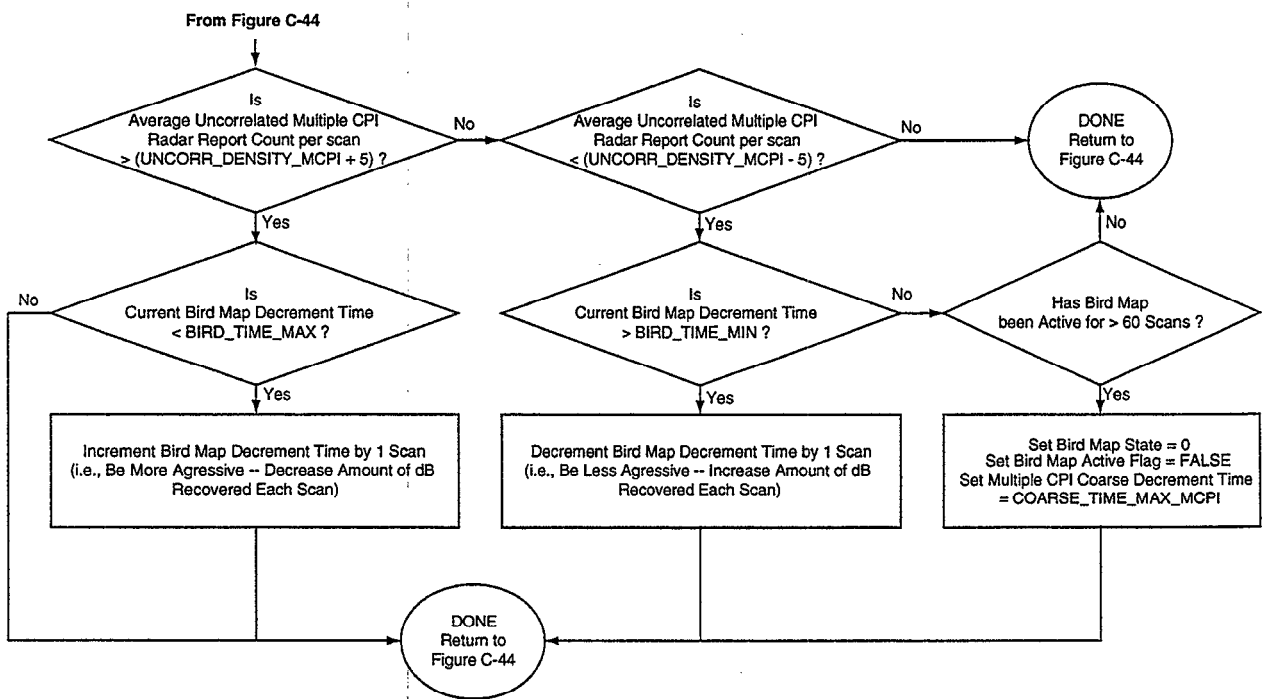 From Figure C-44
Is
Average Uncorrelated Multiple CPI
Radar Report Count per scan
> (UNCORR_DENSITY_MCPI + 5) ?
No
Is
Average Uncorrelated Multiple CPI
Radar Report Count per scan
< (UNCORR_DENSITY_MCPI - 5) ?
No
DONE
Return to
Figure C-44
Yes
Yes
No
No
Is
Current Bird Map Decrement Time
< BIRD_TIME_MAX ?
Is
Current Bird Map Decrement Time
> BIRD_TIME_MIN ?
No
Has Bird Map
been Active for > 60 Scans ?
Yes
Yes
Yes
Increment Bird Map Decrement Time by 1 Scan
(i.e., Be More Agressive -- Decrease Amount of dB
Recovered Each Scan)
Decrement Bird Map Decrement Time by 1 Scan
(i.e., Be Less Agressive -- Increase Amount of dB
Recovered Each Scan)
Set Bird Map State = 0
Set Bird Map Active Flag = FALSE
Set Multiple CPI Coarse Decrement Time
= COARSE_TIME_MAX_MCPI
DONE
Return to
Figure C-44